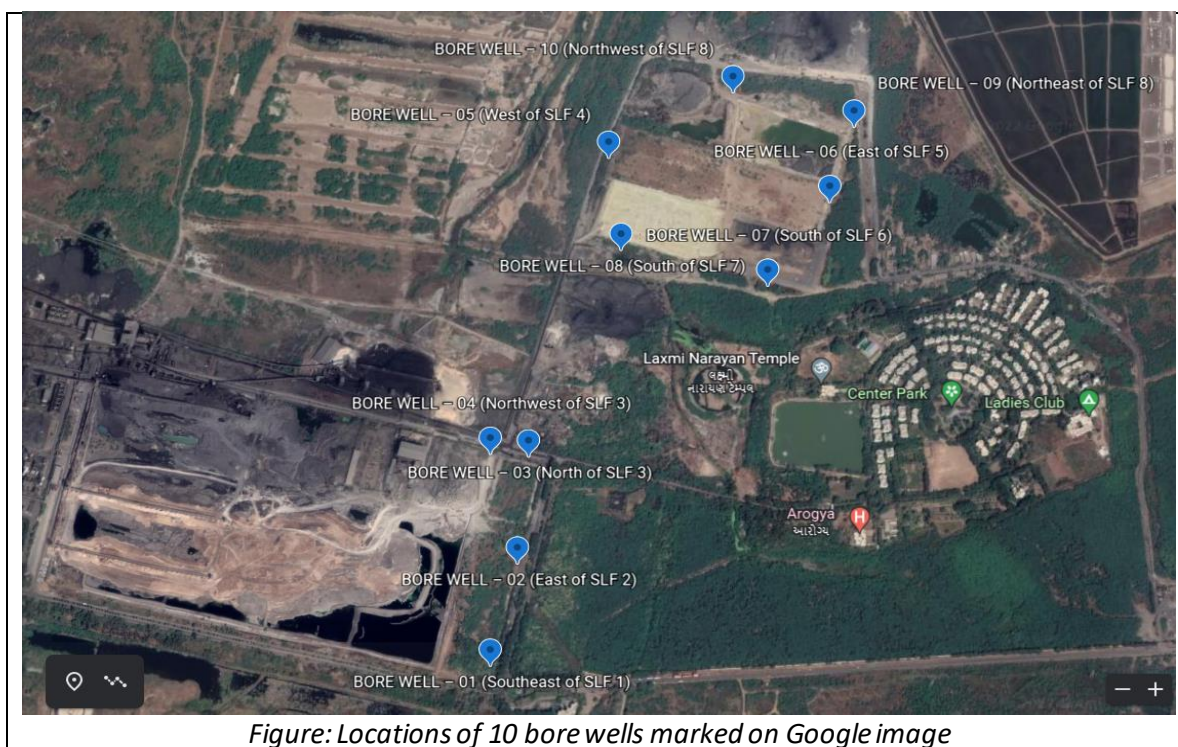 BORE WELL – 10 (Northwest of SLF 8)
BORE WELL – 09 (Northeast of SLF 8)
BORE WELL – 05 (West of SLF 4)
BORE WELL – 06 (East of SLF 5)
BORE WELL – 07 (South of SLF 6)
BORE WELL – 08 (South of SLF 7)
Laxmi Narayan Temple
લક્ષ્મી
નારાયણ ટેમ્પલ
Center Park
Ladies Club
BORE WELL – 04 (Northwest of SLF 3)
BORE WELL – 03 (North of SLF 3)
Arogya
આરોગ્ય
H
BORE WELL – 02 (East of SLF 2)
BORE WELL – 01 (Southeast of SLF 1)
Figure: Locations of 10 bore wells marked on Google image